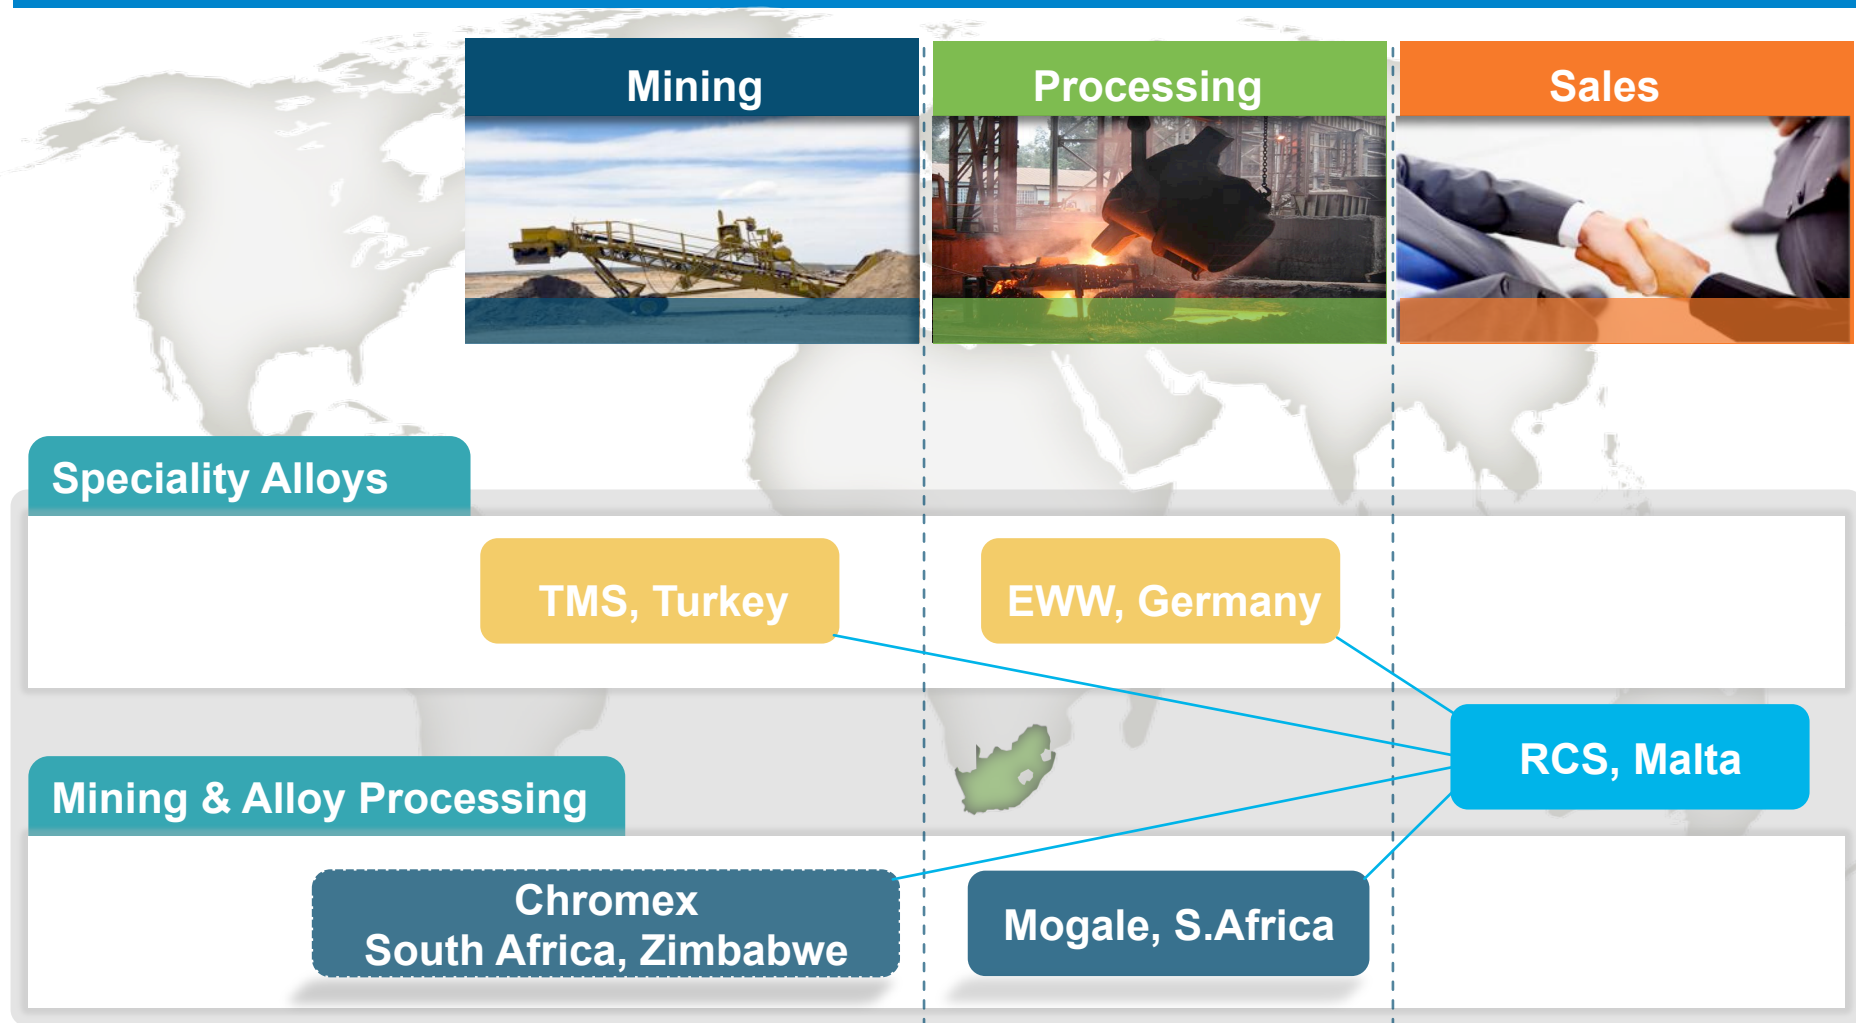 Mining
Processing
Sales
Speciality Alloys
TMS, Turkey
EWW, Germany
RCS, Malta
Mining & Alloy Processing
Chromex
South Africa, Zimbabwe
Mogale, S.Africa